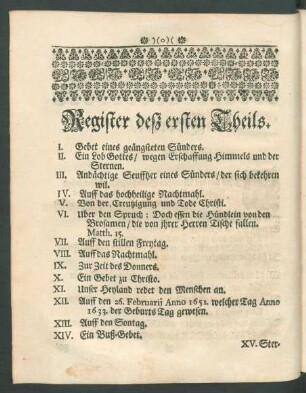 )(o)(
Register deß ersten Theils.
I. Gebet eines geängsteten Sünders.
II. Ein Lob Gottes/ wegen Erschaffung Himmels und der
Sternen.
III. Andächtige Seuffzer eines Sünders/ der sich bekehren
wil.
IV. Auff das hochheilige Nachtmahl.
V. Von der Creutzigung und Tode Christi.
VI. Uber den Spruch: Doch essen die Hündlein von den
Brosamen/ die von ihrer Herren Tische fallen.
Matth. 15.
VII. Auff den stillen Freytag.
VIII. Auff das Nachtmahl.
IX. Zur Zeit des Donners.
X. Ein Gebet zu Christo.
XI. Unser Heyland redet den Menschen an.
XII. Auff den 26. Februarij Anno 1651. welcher Tag Anno
1633. der Geburts Tag gewesen.
XIII. Auff den Sontag.
XIV. Ein Buß-Gebet.
XV. Ster-